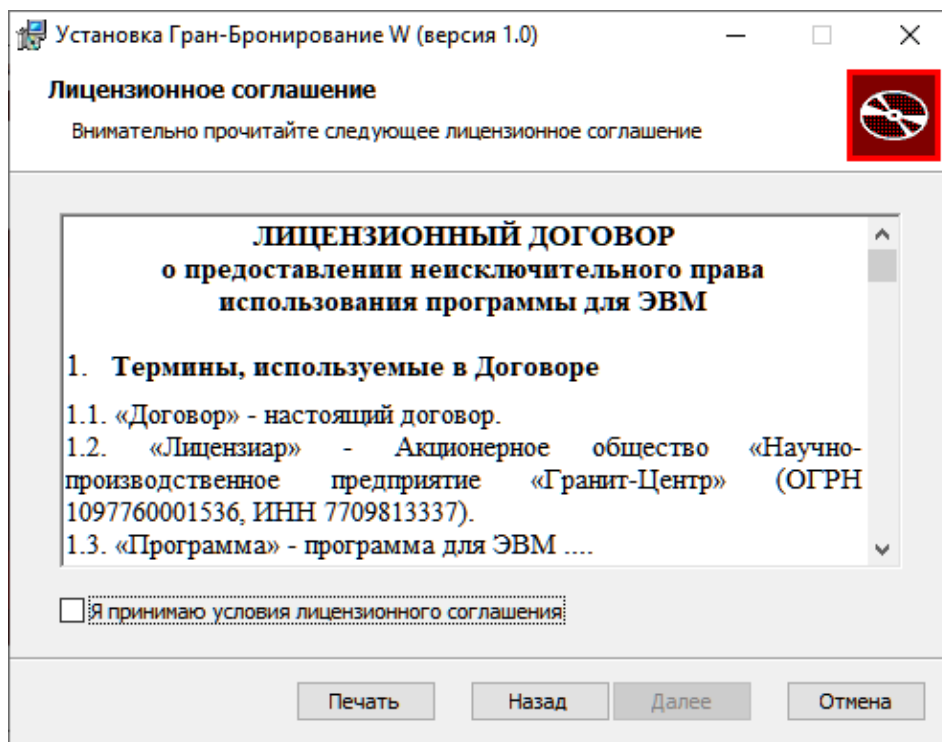 Установка Гран-Бронирование W (версия 1.0)
Лицензионное соглашение
Внимательно прочитайте следующее лицензионное соглашение
ЛИЦЕНЗИОННЫЙ ДОГОВОР
о предоставлении неисключительного права
использования программы для ЭВМ
1. Термины, используемые в Договоре
1.1. «Договор» - настоящий договор.
1.2. «Лицензиар» - Акционерное общество «Научно-
производственное предприятие «Гранит-Центр» (ОГРН
1097760001536, ИНН 7709813337).
1.3. «Программа» - программа для ЭВМ ....
Я принимаю условия лицензионного соглашения
Печать Назад Далее Отмена